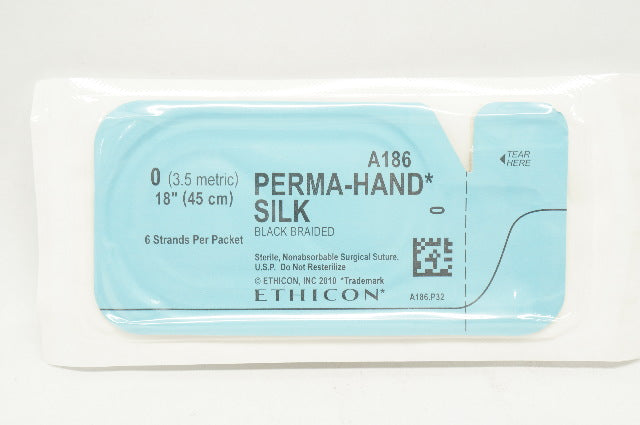 A186
0 (3.5 metric)
18" (45 cm)
PERMA-HAND*
SILK
BLACK BRAIDED
6 Strands Per Packet
Sterile, Nonabsorbable Surgical Suture,
U.S.P. Do Not Resterilize
© ETHICON, INC 2010 *Trademark
ETHICON*
0
A186.P32
TEAR
HERE